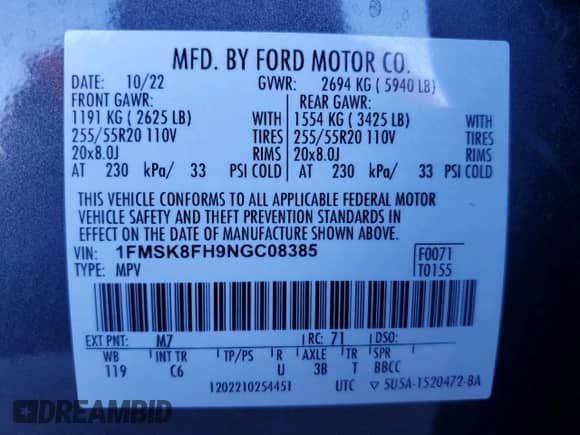 MFD. BY FORD MOTOR CO.
DATE: 10/22 GVWR: 2694 KG ( 5940 LB)
FRONT GAWR: REAR GAWR:
1191 KG ( 2625 LB) WITH 1554 KG ( 3425 LB) WITH
255/55R20 110V TIRES 255/55R20 110V TIRES
20x8.0J RIMS 20x8.0J RIMS
AT 230 kPa/ 33 PSI COLD AT 230 kPa/ 33 PSI COLD
THIS VEHICLE CONFORMS TO ALL APPLICABLE FEDERAL MOTOR
VEHICLE SAFETY AND THEFT PREVENTION STANDARDS IN
EFFECT ON THE DATE OF MANUFACTURE SHOWN ABOVE.
VIN: 1FMSK8FH9NGC08385 F0071
TYPE: MPV T0155
EXT PNT: M7 RC: 71 DSO:
WB INT TR TP/PS R AXLE TR SPR
119 C6 U 3B T BBCC
1202210254451 UTC ▽ 5U5A-1520472-BA
DREAMBID